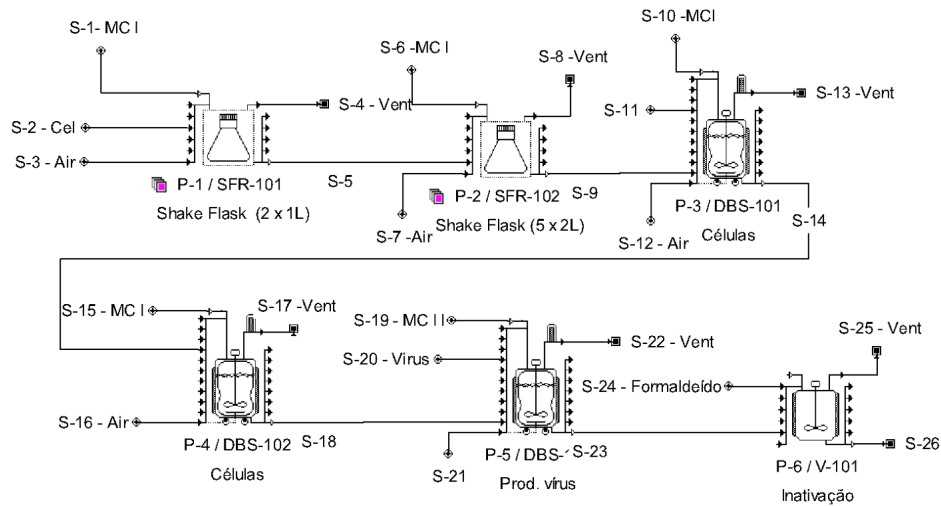 S-1- MC I
S-2 - Cel
S-3 - Air
S-4 - Vent
P-1 / SFR-101
Shake Flask (2 x 1L)
S-5
S-6 -MC I
S-8 -Vent
S-7 -Air
P-2 / SFR-102
Shake Flask (5 x 2L)
S-9
S-10 -MCI
S-11
S-12 - Air
S-13 -Vent
P-3 / DBS-101
Células
S-14
S-15 - MC I
S-16 - Air
S-17 -Vent
P-4 / DBS-102
Células
S-18
S-19 - MC I I
S-20 - Virus
S-21
S-22 - Vent
P-5 / DBS-
S-23
Prod. vírus
S-24 - Formaldeído
S-25 - Vent
S-26
P-6 / V-101
Inativação